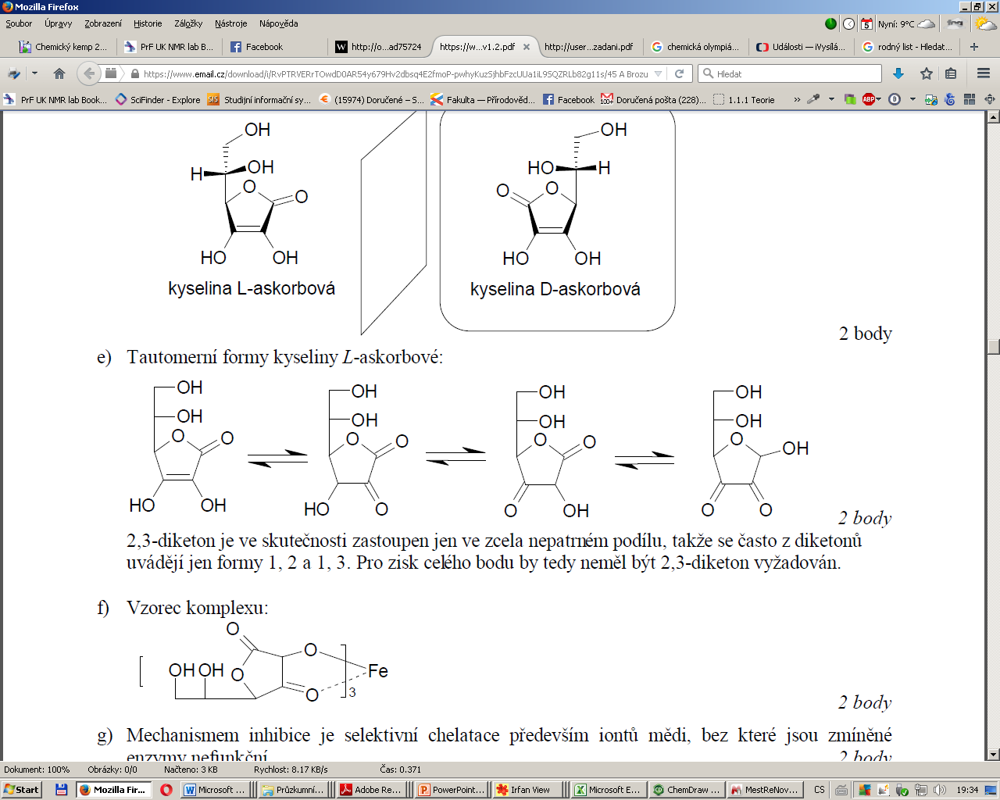 Mozilla Firefox
Soubor Úpravy Zobrazení Historie Záložky Nástroje Nápověda
5 Nyní: 9°C
Chemický kemp 2... PrF UK NMR lab B... Facebook http://o...ad75724 https://w...v1.2.pdf http://user...zadani.pdf chemická olympiá... Události — iVysílá... rodný list - Hledat...
https://www.email.cz/download/i/ Hledat
PrF UK NMR lab Book... SciFinder - Explore SIS Studijní informační sy... (15974) Doručené – S... Fakulta — Přírodověd... Facebook 100+ Doručená pošta (228)... 1.1.1 Teorie » ABP
OH OH
H OH HO H
O O O O
HO OH HO OH
kyselina L-askorbová kyselina D-askorbová
2 body
e) Tautomerní formy kyseliny L-askorbové:
OH OH OH OH
OH OH OH OH
O O O O O O O OH
HO OH HO O O OH O O
2 body
2,3-diketon je ve skutečnosti zastoupen jen ve zcela nepatrném podílu, takže se často z diketonů
uvádějí jen formy 1, 2 a 1, 3. Pro zisk celého bodu by tedy neměl být 2,3-diketon vyžadován.
f) Vzorec komplexu:
O
O
OH OH O Fe
O
3
2 body
g) Mechanismem inhibice je selektivní chelatace především iontů mědi, bez které jsou zmíněné
enzymy nefunkční. 2 body
Dokument: 100% Obrázky: 0/0 Načteno: 3 KB Rychlost: 8.17 KB/s Čas: 0.371
Start Mozilla Fir... Microsoft ... Průzkumní... Adobe Re... PowerPoint... Irfan View Microsoft E... ChemDraw ... MestReNov... CS 19:34